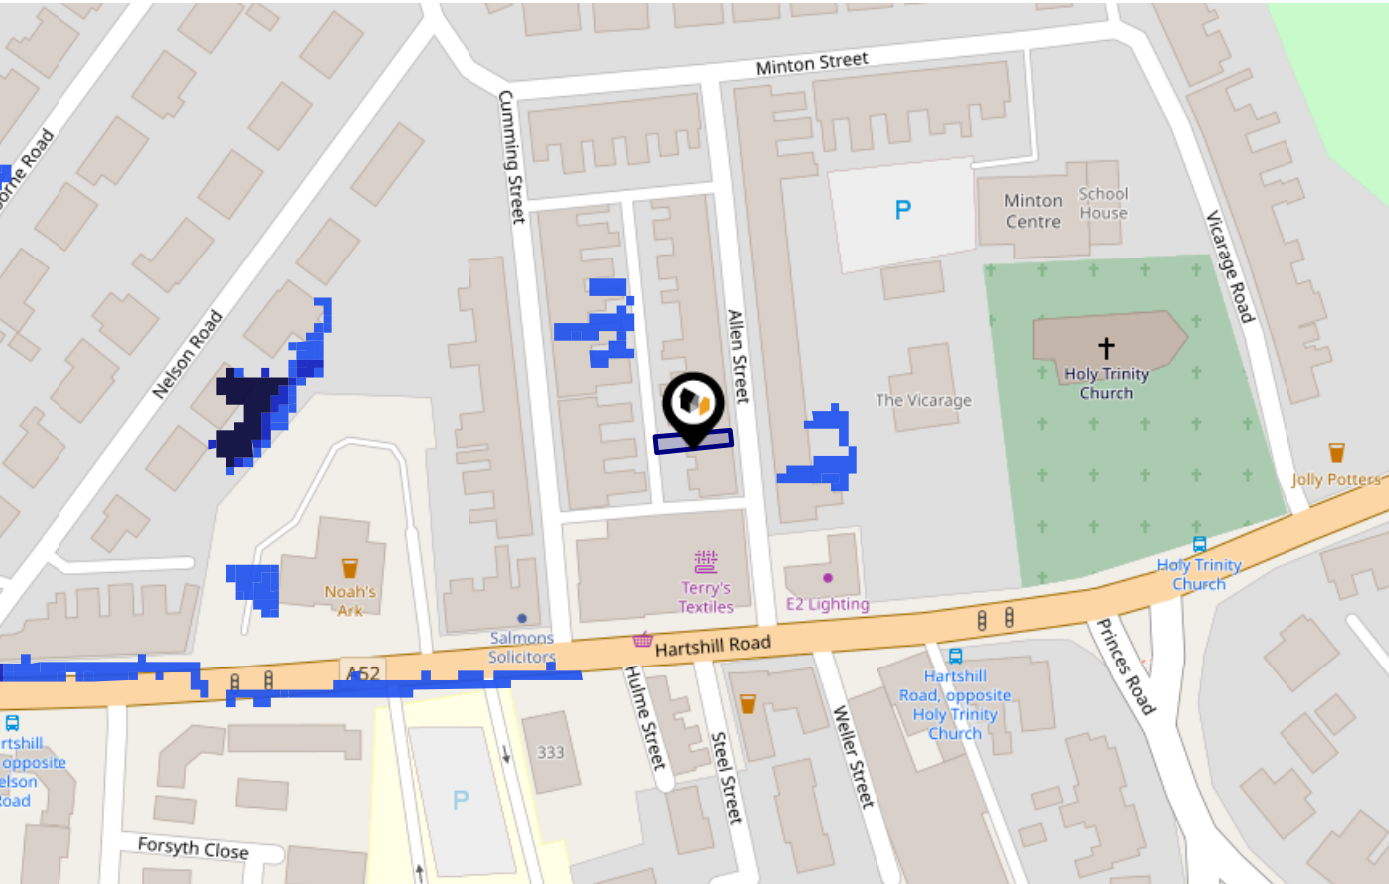 Minton Street
Cumming Street
orne Road
P
Minton
Centre
School
House
Vicarage Road
Nelson Road
Allen Street
Holy Trinity
Church
The Vicarage
Jolly Potters
Noah's
Ark
Terry's
Textiles
E2 Lighting
Holy Trinity
Church
Salmons
Solicitors
Hartshill Road
A52
Princes Road
Hulme Street
Hartshill
Road, opposite
Holy Trinity
Church
Weller Street
Steel Street
rtshill
opposite
elson
Road
333
P
Forsyth Close